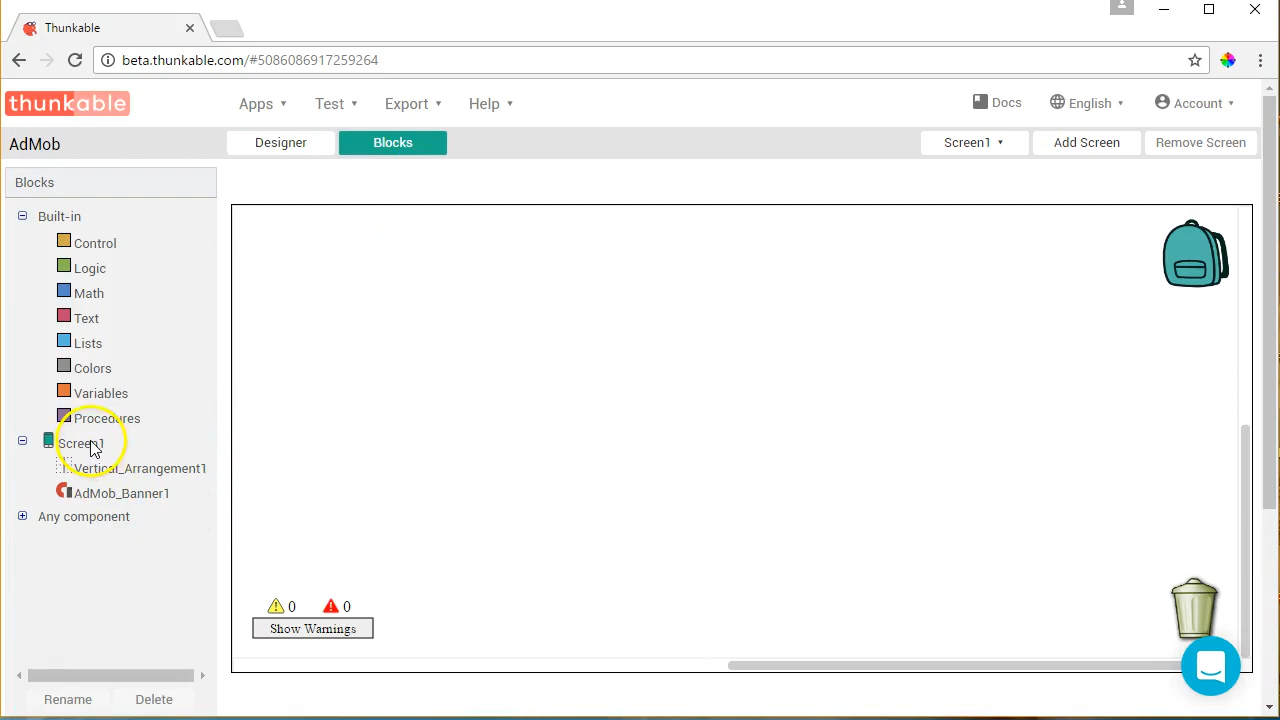 Thunkable
beta.thunkable.com/#5086086917259264
thunkable Apps Test Export Help Docs English Account
AdMob Designer Blocks Screen1 Add Screen Remove Screen
Blocks
Built-in
Control
Logic
Math
Text
Lists
Colors
Variables
Procedures
Screen1
Vertical_Arrangement1
AdMob_Banner1
Any component
0 0
Show Warnings
Rename Delete